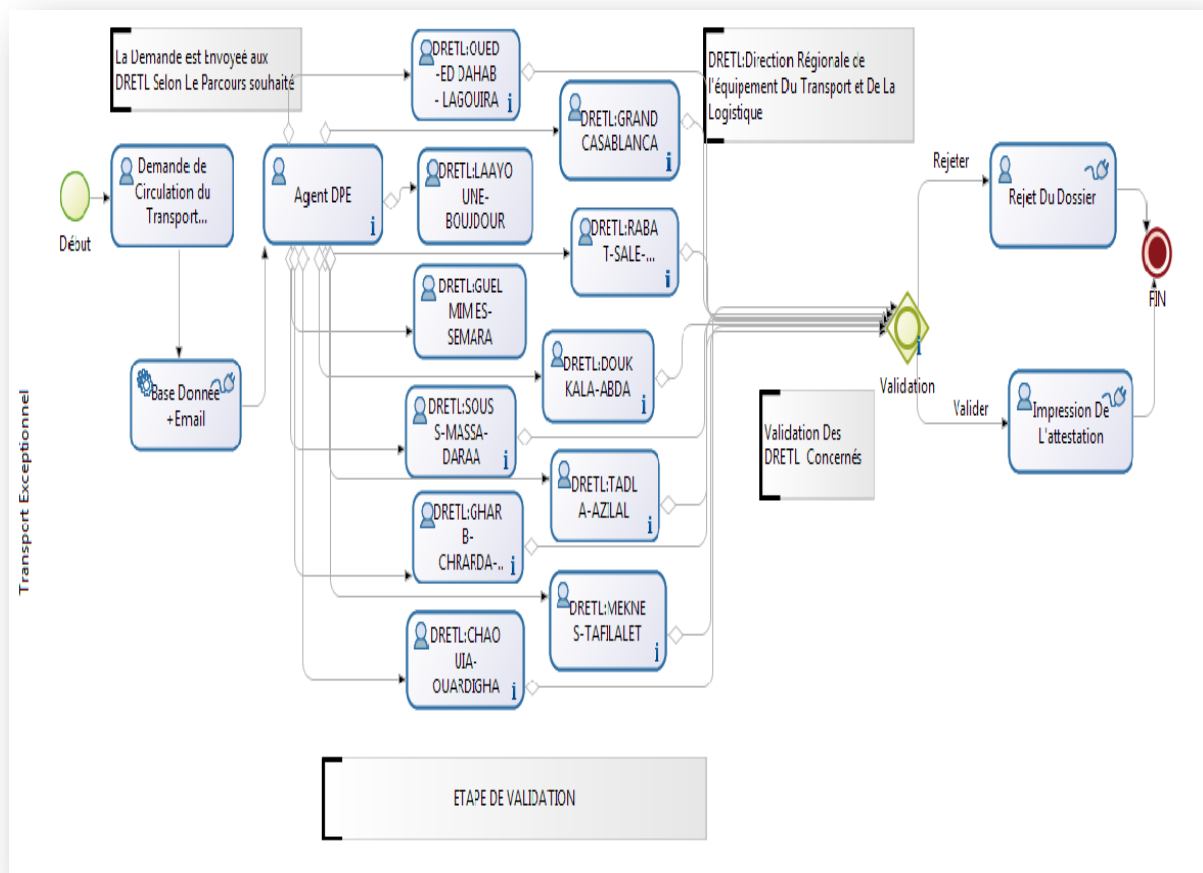 La Demande est Envoyeé aux
DRETL Selon Le Parcours souhaité
DRETL:OUED
-ED DAHAB
- LAGOUIRA
DRETL:Direction Régionale de
l'équipement Du Transport et De La
Logistique
DRETL:GRAND
CASABLANCA
Demande de
Circulation du
Transport...
Agent DPE
DRETL:LAAYO
UNE-
BOUJDOUR
Rejeter
Rejet Du Dossier
Début
DRETL:RABA
T-SALE-
...
FIN
DRETL:GUEL
MIM ES-
SEMARA
Base Donnée
+Email
DRETL:DOUK
KALA-ABDA
Validation
Valider
Impression De
L'attestation
DRETL:SOUS
S-MASSA-
DARAA
Validation Des
DRETL Concernés
DRETL:TADL
A-AZILAL
DRETL:GHAR
B-
CHRARDA-..
DRETL:MEKNE
S-TAFILALET
DRETL:CHAO
UIA-
OUARDIGHA
Transport Exceptionnel
ETAPE DE VALIDATION